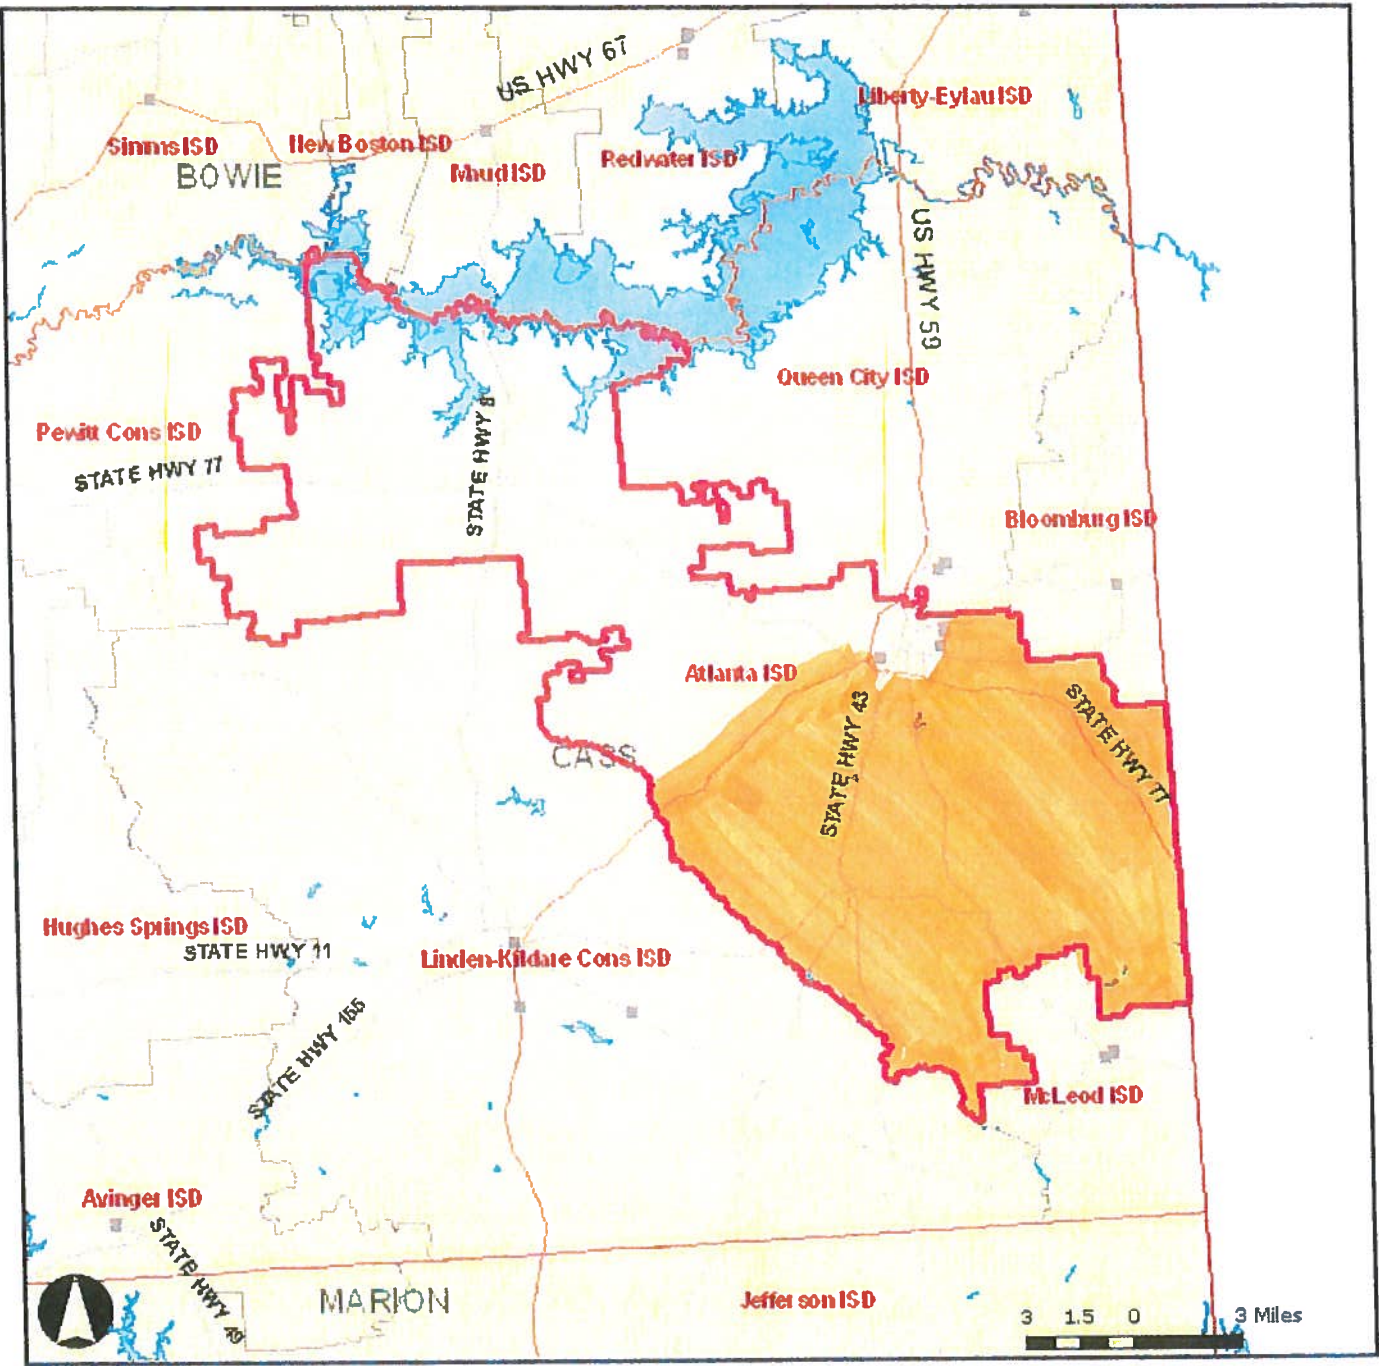 US HWY 67
Liberty-Eylau ISD
Simms ISD
New Boston ISD
BOWIE
Maud ISD
Redwater ISD
US HWY 59
Queen City ISD
Pewitt Cons ISD
STATE HWY 77
STATE HWY 8
Bloomburg ISD
Atlanta ISD
STATE HWY 43
STATE HWY 77
CASS
Hughes Springs ISD
STATE HWY 11
Linden-Kildare Cons ISD
STATE HWY 155
McLeod ISD
Avinger ISD
STATE HWY 49
MARION
Jefferson ISD
3 1.5 0 3 Miles